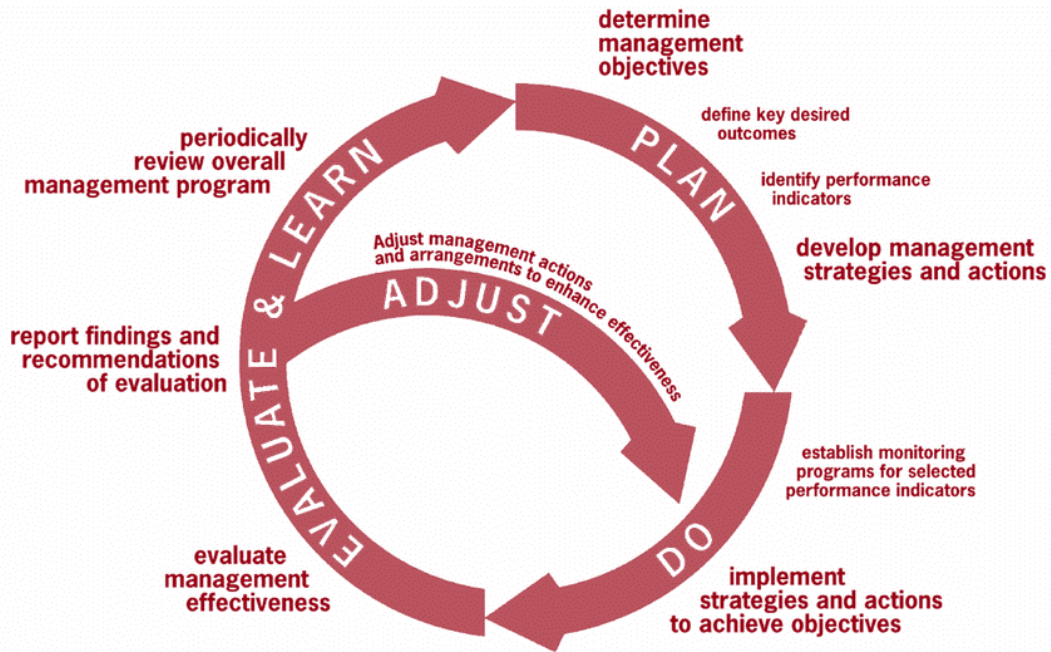 determine
management
objectives
define key desired
outcomes
PLAN
identify performance
indicators
develop management
strategies and actions
establish monitoring
programs for selected
performance indicators
DO
implement
strategies and actions
to achieve objectives
evaluate
management
effectiveness
EVALUATE & LEARN
report findings and
recommendations
of evaluation
periodically
review overall
management program
Adjust management actions
and arrangements to enhance effectiveness
ADJUST